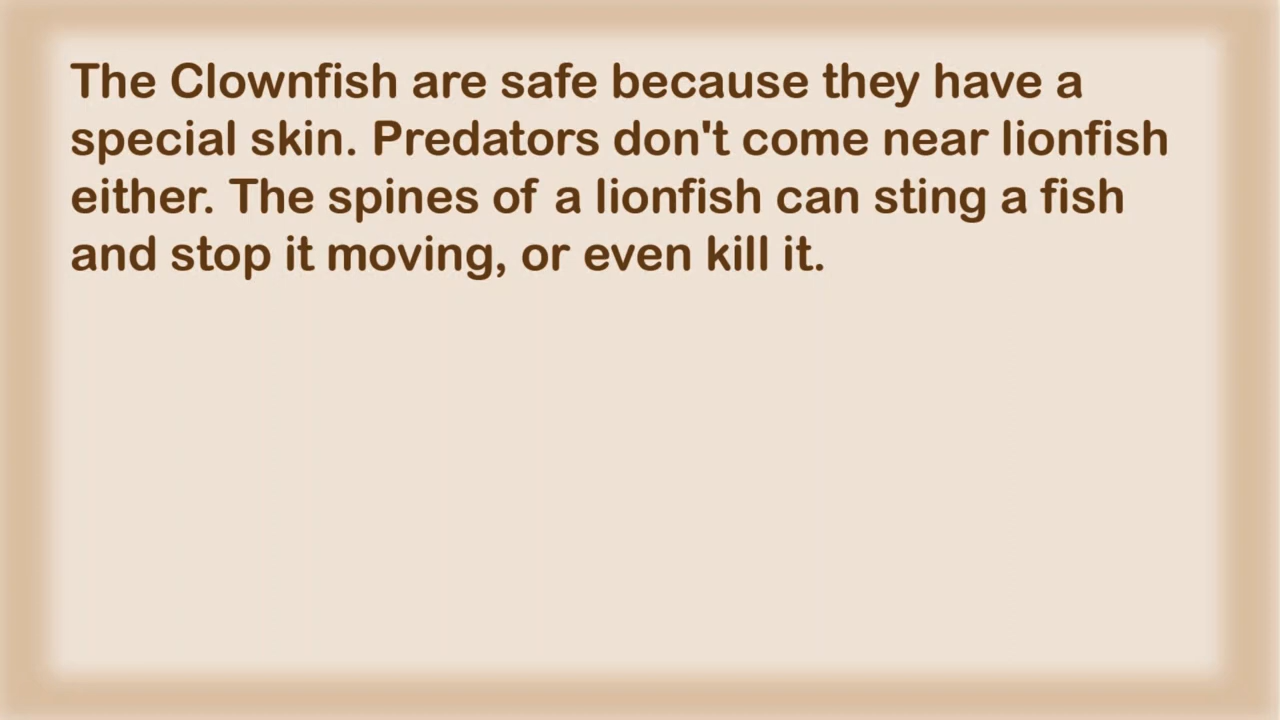 The Clownfish are safe because they have a
special skin. Predators don't come near lionfish
either. The spines of a lionfish can sting a fish
and stop it moving, or even kill it.